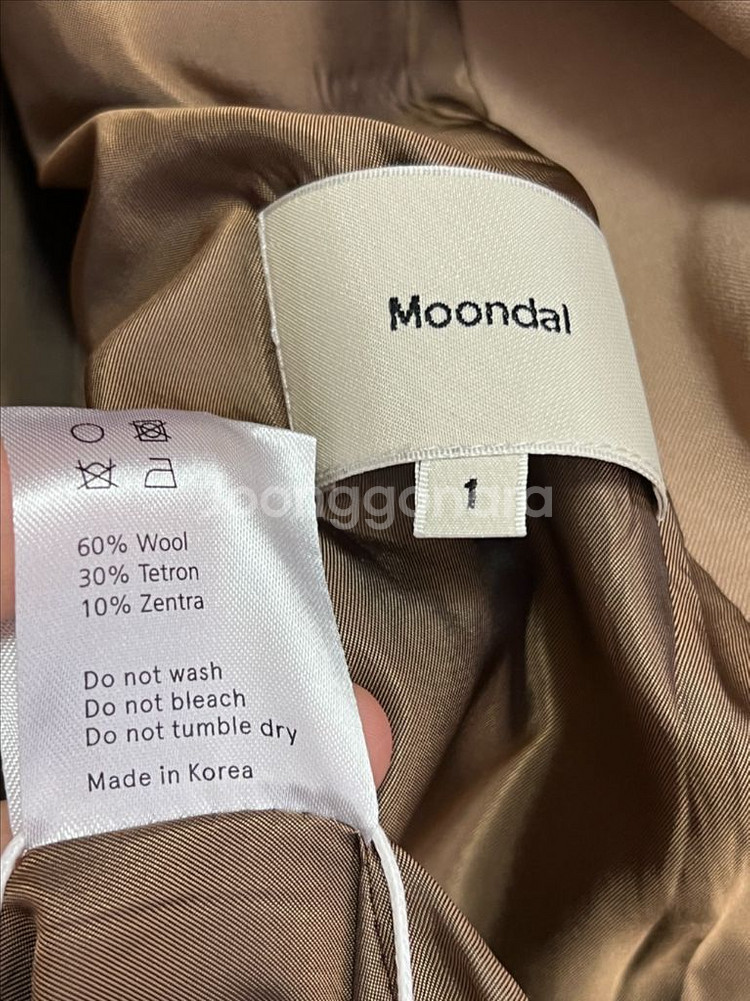 Moondal
1
60% Wool
30% Tetron
10% Zentra
Do not wash
Do not bleach
Do not tumble dry
Made in Korea
Joonggonara